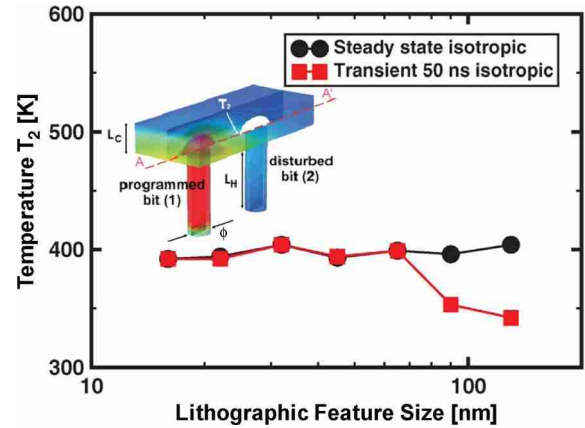 Temperature T2 [K]
600
500
400
300
Steady state isotropic
Transient 50 ns isotropic
A'
T2
LC
A
LH
programmed
bit (1)
disturbed
bit (2)
ϕ
10
100
Lithographic Feature Size [nm]